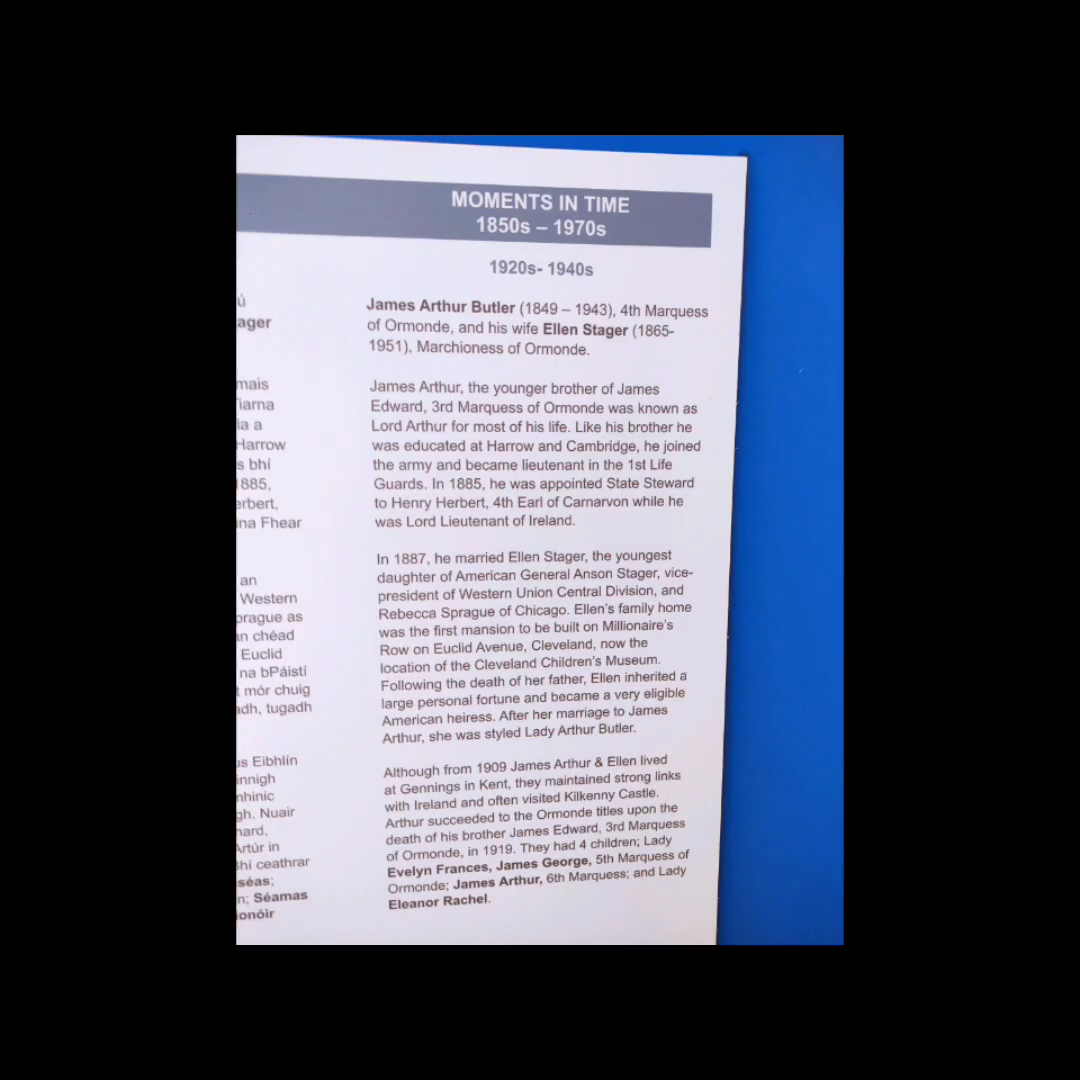 MOMENTS IN TIME
1850s – 1970s
1920s- 1940s
ú
ager
mais
la a
Harrow
s bhí
1885,
na Fhear
an
Western
an chéad
Euclid
na bPáistí
mór chuig
tugadh
Eibhlín
gh. Nuair
Artúr in
Bhí ceathrar
séas;
n; Séamas
onóir
James Arthur Butler (1849 – 1943), 4th Marquess
of Ormonde, and his wife Ellen Stager (1865-
1951), Marchioness of Ormonde.
James Arthur, the younger brother of James
Edward, 3rd Marquess of Ormonde was known as
Lord Arthur for most of his life. Like his brother he
was educated at Harrow and Cambridge, he joined
the army and became lieutenant in the 1st Life
Guards. In 1885, he was appointed State Steward
to Henry Herbert, 4th Earl of Carnarvon while he
was Lord Lieutenant of Ireland.
In 1887, he married Ellen Stager, the youngest
daughter of American General Anson Stager, vice-
president of Western Union Central Division, and
Rebecca Sprague of Chicago. Ellen's family home
was the first mansion to be built on Millionaire's
Row on Euclid Avenue, Cleveland, now the
location of the Cleveland Children's Museum.
Following the death of her father, Ellen inherited a
large personal fortune and became a very eligible
American heiress. After her marriage to James
Arthur, she was styled Lady Arthur Butler.
Although from 1909 James Arthur & Ellen lived
at Gennings in Kent, they maintained strong links
with Ireland and often visited Kilkenny Castle.
Arthur succeeded to the Ormonde titles upon the
death of his brother James Edward, 3rd Marquess
of Ormonde, in 1919. They had 4 children; Lady
Evelyn Frances, James George, 5th Marquess of
Ormonde; James Arthur, 6th Marquess; and Lady
Eleanor Rachel.